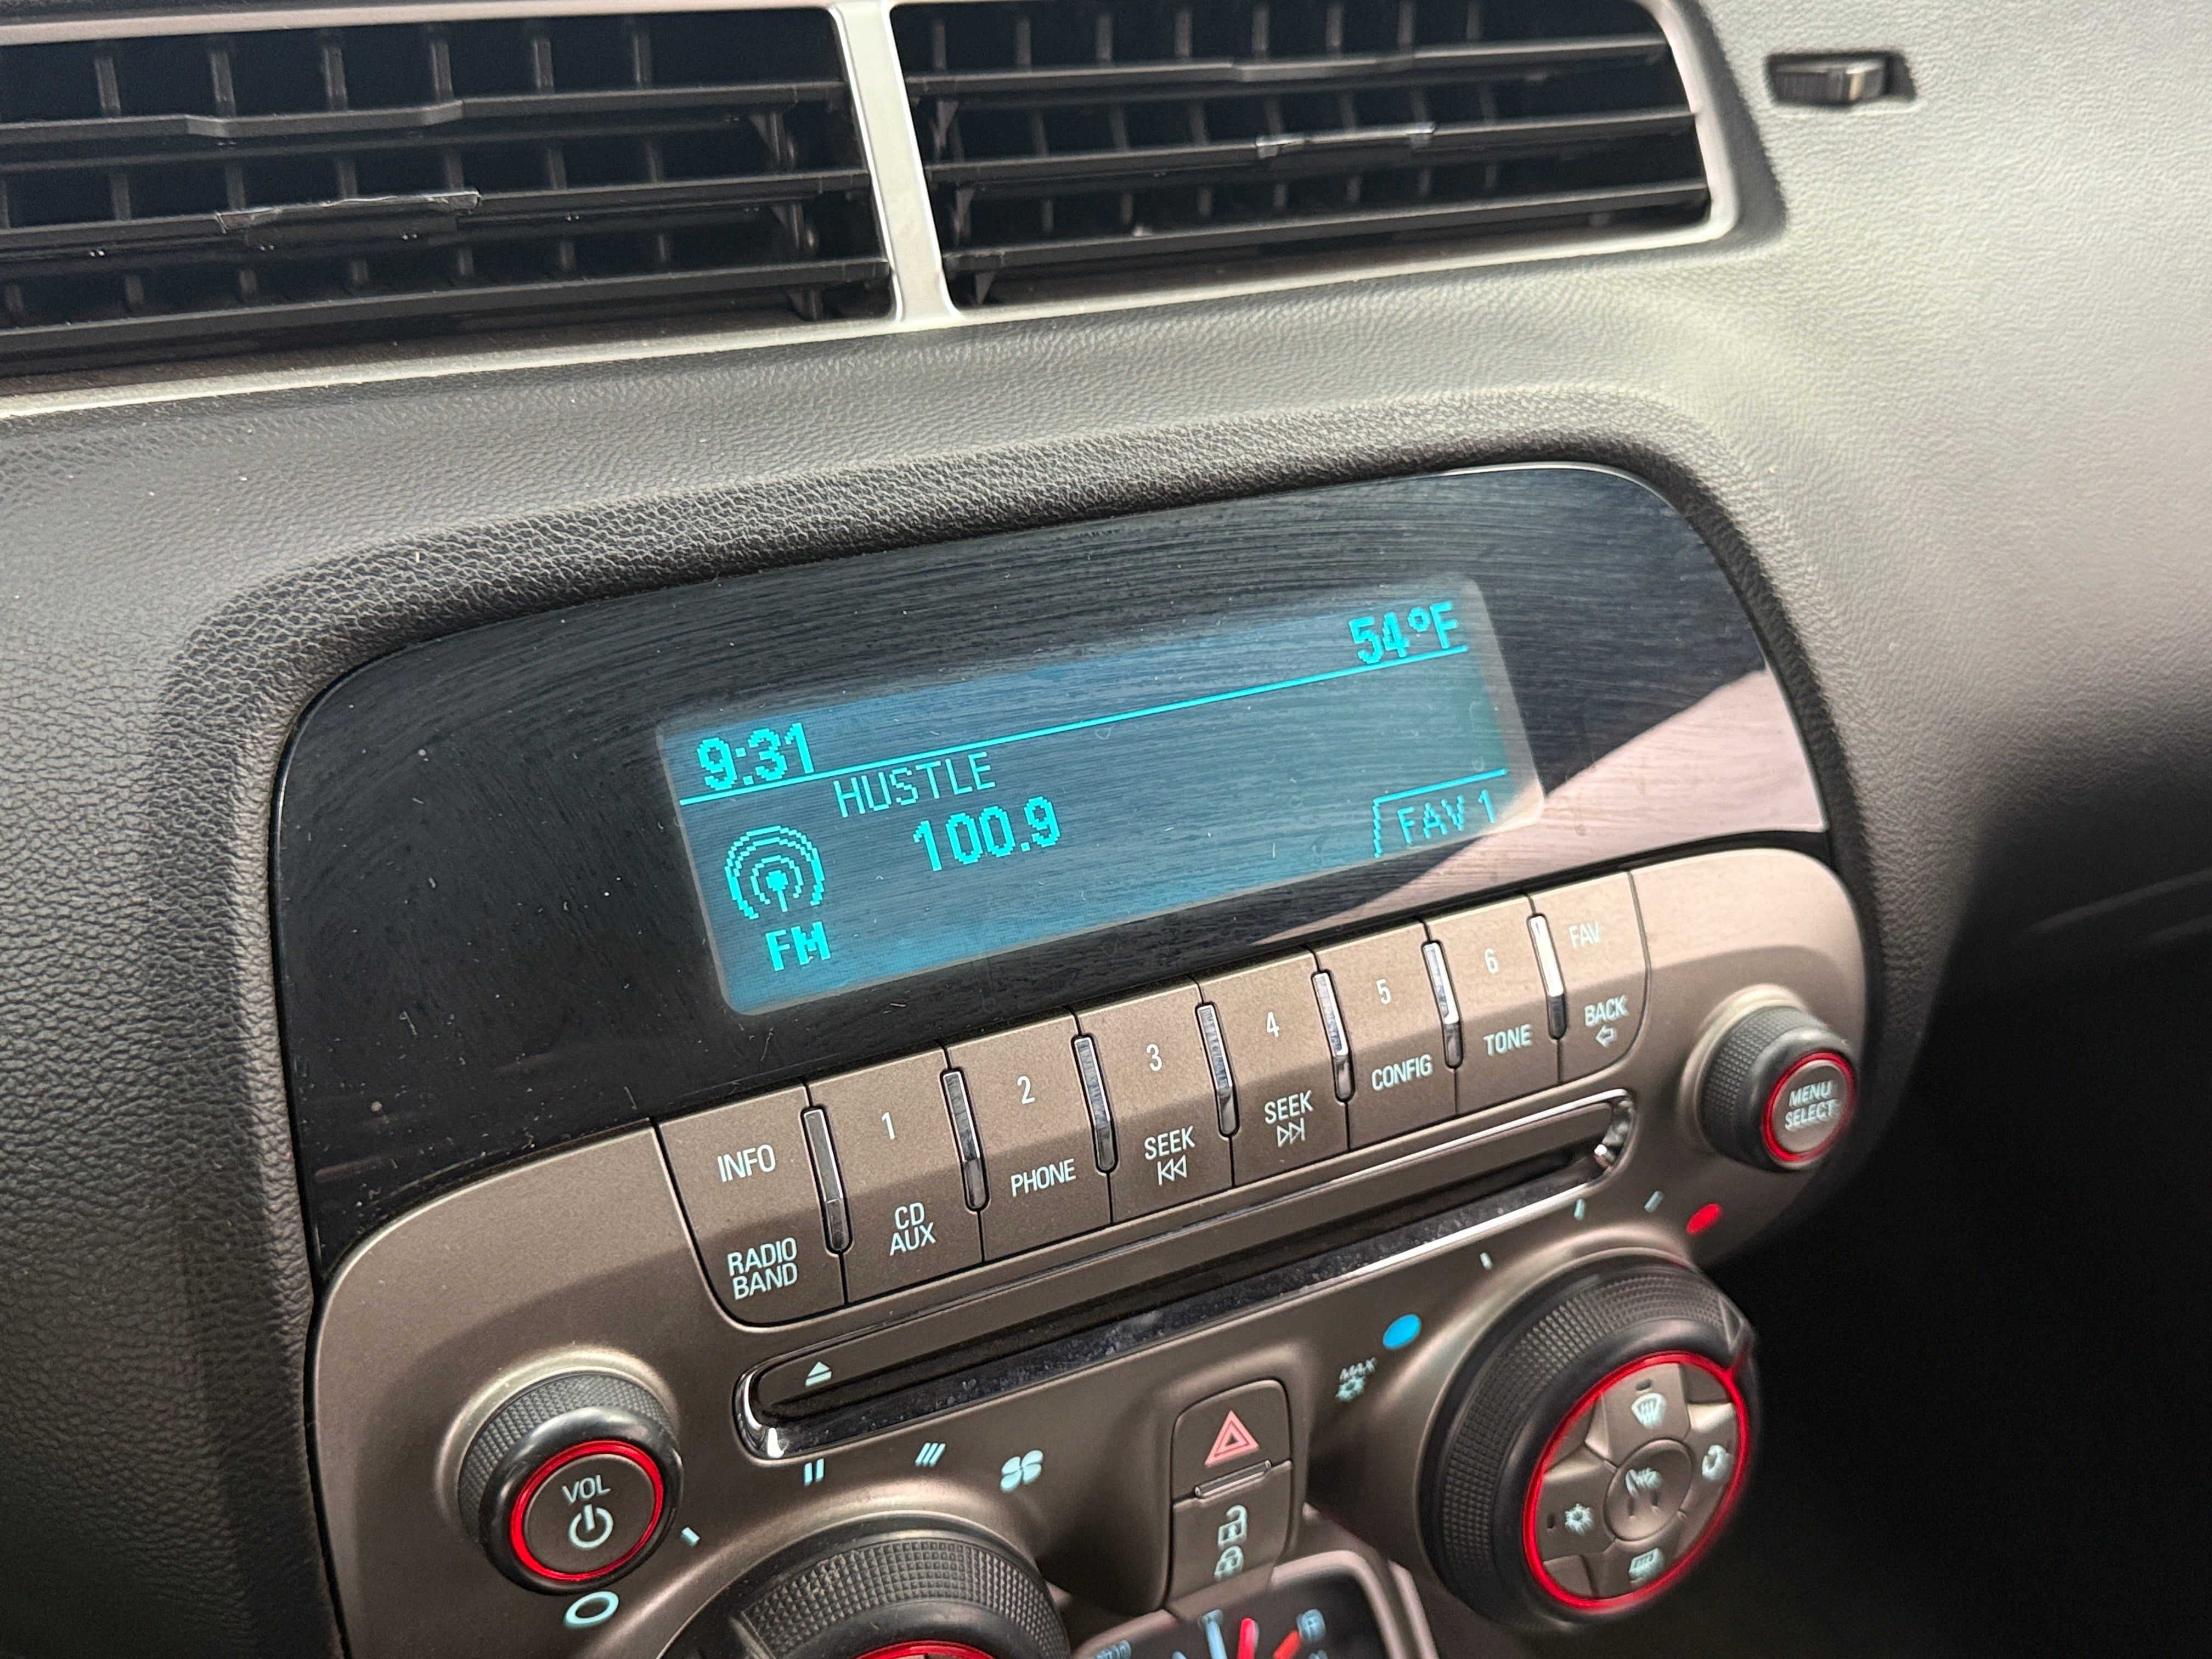 54°F
9:31
HUSTLE
100.9
FAV 1
FM
INFO
1
2
3
4
5
6
FAV
RADIO
BAND
CD
AUX
PHONE
SEEK
SEEK
CONFIG
TONE
BACK
MENU
SELECT
MAX
VOL